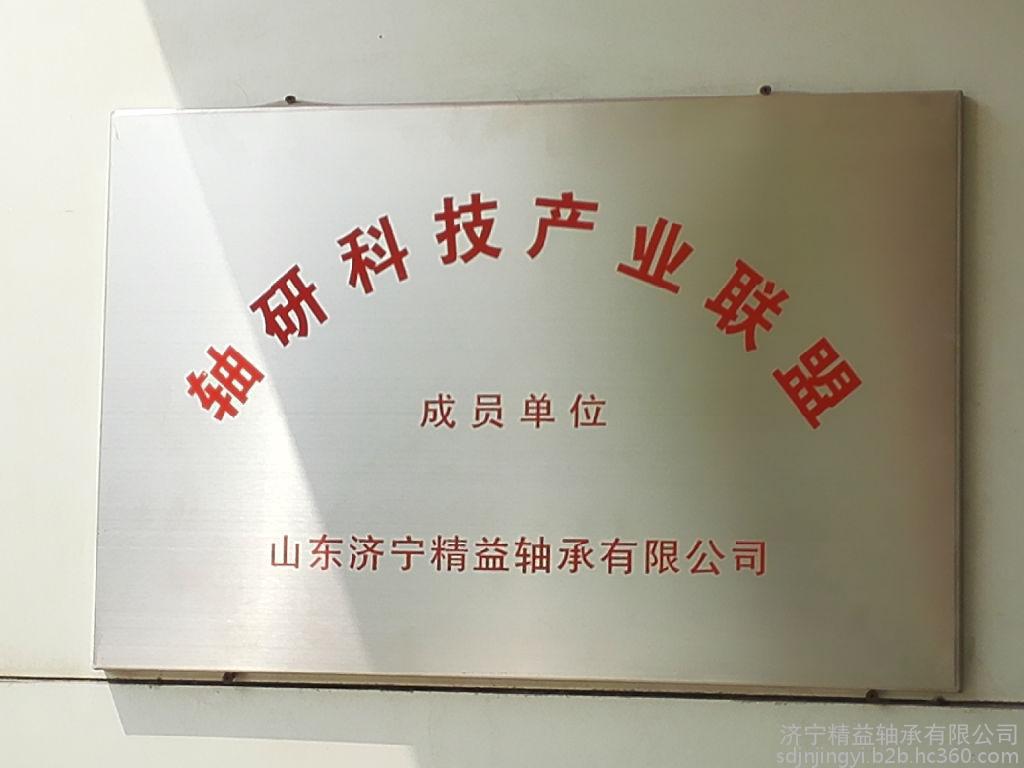 轴研科技产业联盟
成员单位
山东济宁精益轴承有限公司
济宁精益轴承有限公司
sdjnjingyi.b2b.hc360.com